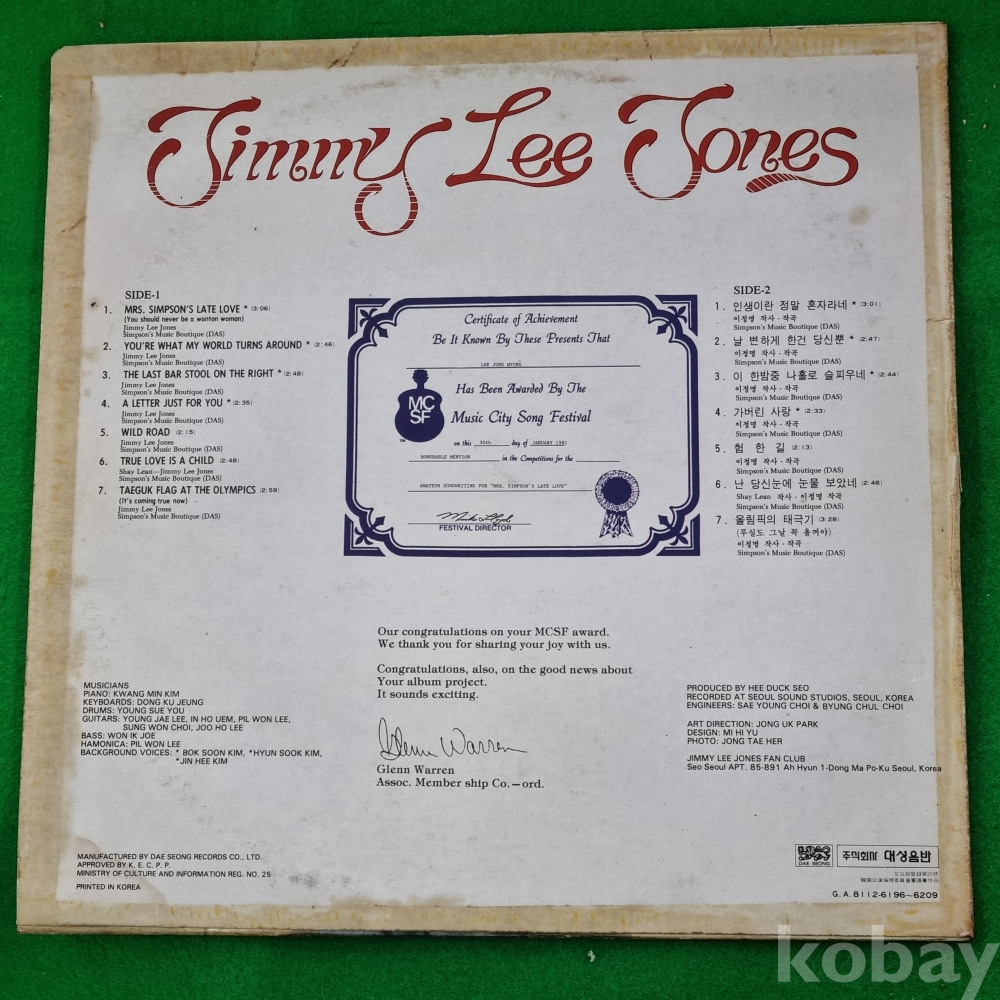 Jimmy Lee Jones
SIDE-1
1. MRS. SIMPSON'S LATE LOVE * (3:06)
(You should never be a wanton woman)
Jimmy Lee Jones
Simpson's Music Boutique (DAS)
2. YOU'RE WHAT MY WORLD TURNS AROUND * (2:46)
Jimmy Lee Jones
Simpson's Music Boutique (DAS)
3. THE LAST BAR STOOL ON THE RIGHT * (2:48)
Jimmy Lee Jones
Simpson's Music Boutique (DAS)
4. A LETTER JUST FOR YOU * (2:35)
Jimmy Lee Jones
Simpson's Music Boutique (DAS)
5. WILD ROAD (2:15)
Jimmy Lee Jones
Simpson's Music Boutique (DAS)
6. TRUE LOVE IS A CHILD (2:48)
Shay Lean—Jimmy Lee Jones
Simpson's Music Boutique (DAS)
7. TAEGUK FLAG AT THE OLYMPICS (2:59)
(It's coming true now)
Jimmy Lee Jones
Simpson's Music Boutique (DAS)
Certificate of Achievement
Be It Known By These Presents That
LEE JUNG MYUNG
MC
SF
TM
Has Been Awarded By The
Music City Song Festival
on this 30th day of JANUARY 1981
HONORABLE MENTION in the Competitions for the
AMATEUR SONGWRITING FOR "MRS. SIMPSON'S LATE LOVE"
FESTIVAL DIRECTOR
SIDE-2
1. 인생이란 정말 혼자라네 * (3:01)
이정명 작사·작곡
Simpson's Music Boutique (DAS)
2. 날 변하게 한건 당신뿐 * (2:47)
이정명 작사·작곡
Simpson's Music Boutique (DAS)
3. 이 한밤중 나홀로 슬피우네 * (2:44)
이정명 작사·작곡
Simpson's Music Boutique (DAS)
4. 가버린 사랑 * (2:33)
이정명 작사·작곡
Simpson's Music Boutique (DAS)
5. 험 한 길 (2:13)
이정명 작사·작곡
Simpson's Music Boutique (DAS)
6. 난 당신눈에 눈물 보았네 (2:46)
Shay Lean 작사·이정명 작곡
Simpson's Music Boutique (DAS)
7. 올림픽의 태극기 (3:28)
이정명 작사·작곡
Simpson's Music Boutique (DAS)
Our congratulations on your MCSF award.
We thank you for sharing your joy with us.
Congratulations, also, on the good news about
Your album project.
It sounds exciting.
Glenn Warren
Glenn Warren
Assoc. Member ship Co.—ord.
MUSICIANS
PIANO: KWANG MIN KIM
KEYBOARDS: DONG KU JEUNG
DRUMS: YOUNG SUE YOU
GUITARS: YOUNG JAE LEE, IN HO UEM, PIL WON LEE,
SUNG WON CHOI, JOO HO LEE
BASS: WON IK JOE
HAMONICA: PIL WON LEE
BACKGROUND VOICES: * BOK SOON KIM, *HYUN SOOK KIM,
*JIN HEE KIM
PRODUCED BY HEE DUCK SEO
RECORDED AT SEOUL SOUND STUDIOS, SEOUL, KOREA
ENGINEERS: SAE YOUNG CHOI & BYUNG CHUL CHOI
ART DIRECTION: JONG UK PARK
DESIGN: MI HI YU
PHOTO: JONG TAE HER
JIMMY LEE JONES FAN CLUB
Seo Seoul APT. 85-891 Ah Hyun 1-Dong Ma Po-Ku Seoul, Korea
MANUFACTURED BY DAE SEONG RECORDS CO., LTD.
APPROVED BY K. E. C. P. P.
MINISTRY OF CULTURE AND INFORMATION REG. NO. 25
PRINTED IN KOREA
DAE SEONG
주식회사 대성음반
G.A.8112-6196~6209
kobay